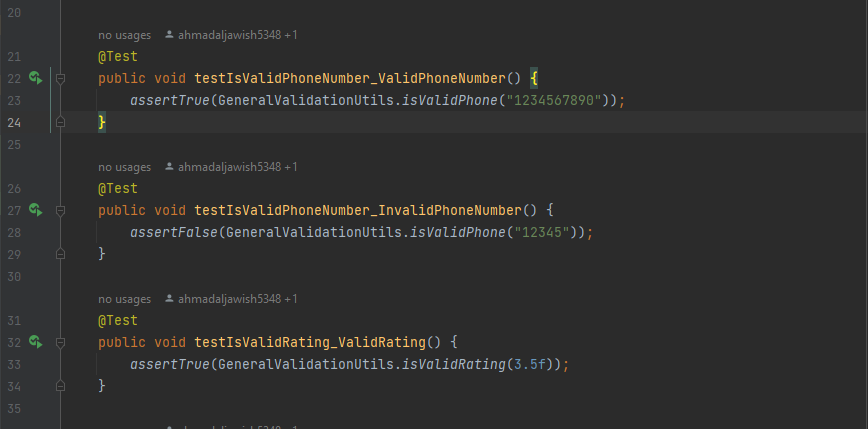 20
no usages ahmadaljawish5348 +1
21 @Test
22 public void testIsValidPhoneNumber_ValidPhoneNumber() {
23 assertTrue(GeneralValidationUtils.isValidPhone("1234567890"));
24 }
25
no usages ahmadaljawish5348 +1
26 @Test
27 public void testIsValidPhoneNumber_InvalidPhoneNumber() {
28 assertFalse(GeneralValidationUtils.isValidPhone("12345"));
29 }
30
no usages ahmadaljawish5348 +1
31 @Test
32 public void testIsValidRating_ValidRating() {
33 assertTrue(GeneralValidationUtils.isValidRating(3.5f));
34 }
35